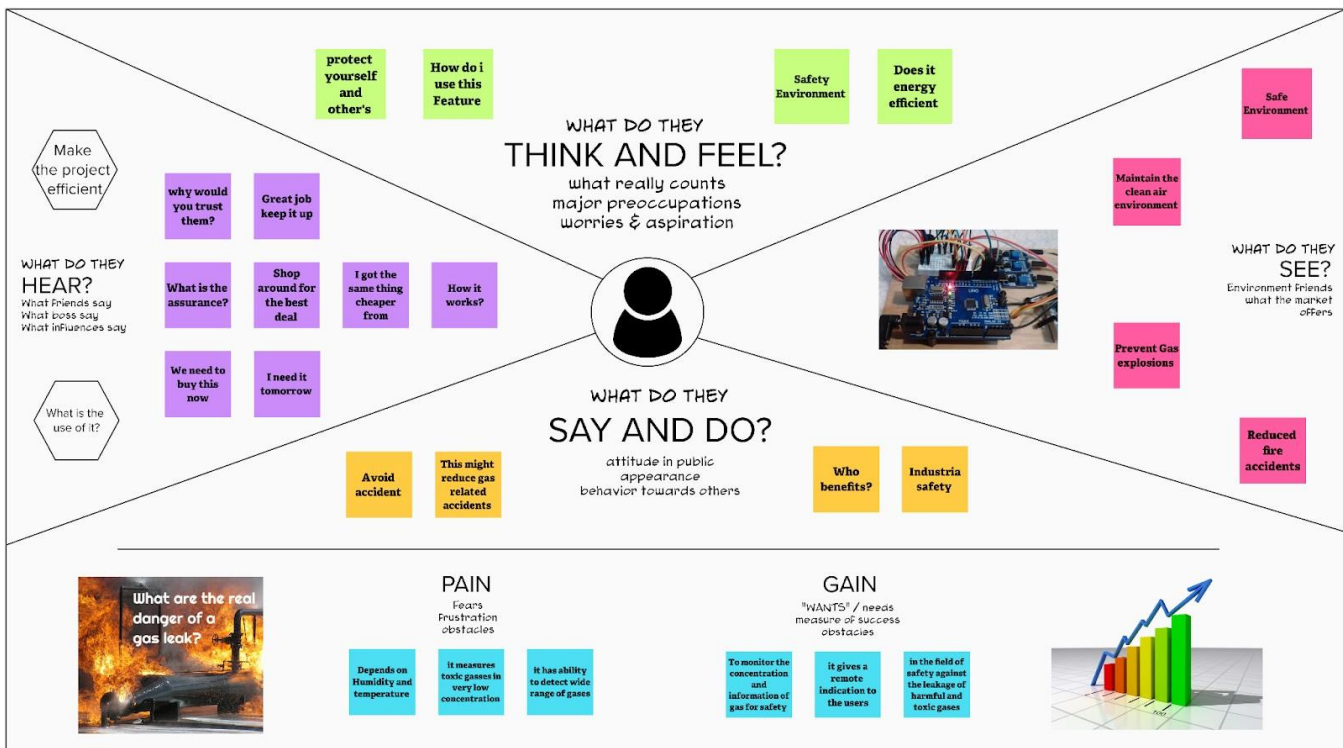 protect
yourself
and
other's
How do i
use this
Feature
Safety
Environment
Does it
energy
efficient
WHAT DO THEY
THINK AND FEEL?
what really counts
major preoccupations
worries & aspiration
Make
the project
efficient
why would
you trust
them?
Great job
keep it up
WHAT DO THEY
HEAR?
What friends say
What boss say
What influences say
What is the
assurance?
Shop
around for
the best
deal
I got the
same thing
cheaper
from
How it
works?
We need to
buy this
now
I need it
tomorrow
What is the
use of it?
Safe
Environment
Maintain the
clean air
environment
WHAT DO THEY
SEE?
Environment friends
what the market
offers
Prevent Gas
explosions
Reduced
fire
accidents
UNO
WHAT DO THEY
SAY AND DO?
attitude in public
appearance
behavior towards others
Avoid
accident
This might
reduce gas
related
accidents
Who
benefits?
Industria
safety
What are the real
danger of a
gas leak?
PAIN
Fears
Frustration
obstacles
Depends on
Humidity and
temperature
it measures
toxic gasses in
very low
concentration
it has ability
to detect wide
range of gases
GAIN
"WANTS" / needs
measure of success
obstacies
To monitor the
concentration
and
information of
gas for safety
it gives a
remote
indication to
the users
in the field of
safety against
the leakage of
harmful and
toxic gases
100